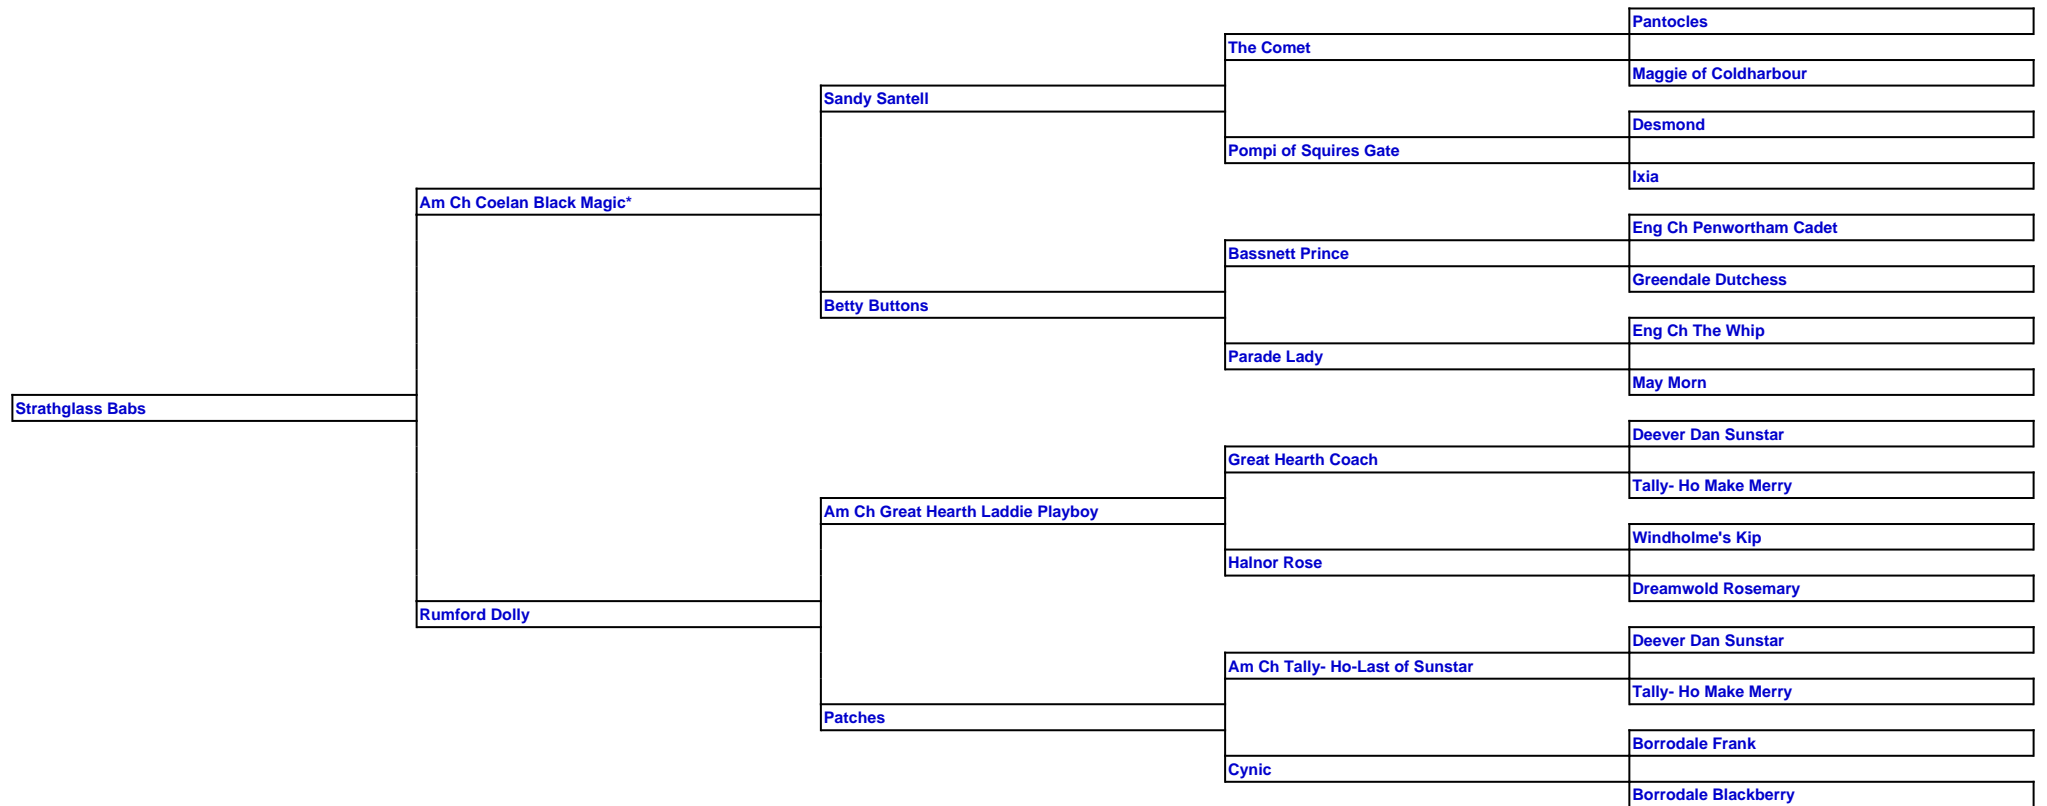 Pantocles
The Comet
Maggie of Coldharbour
Sandy Santell
Desmond
Pompi of Squires Gate
Ixia
Am Ch Coelan Black Magic*
Eng Ch Penwortham Cadet
Bassnett Prince
Greendale Dutchess
Betty Buttons
Eng Ch The Whip
Parade Lady
May Morn
Strathglass Babs
Deever Dan Sunstar
Great Hearth Coach
Tally- Ho Make Merry
Am Ch Great Hearth Laddie Playboy
Windholme's Kip
Halnor Rose
Dreamwold Rosemary
Rumford Dolly
Deever Dan Sunstar
Am Ch Tally- Ho-Last of Sunstar
Tally- Ho Make Merry
Patches
Borrodale Frank
Cynic
Borrodale Blackberry